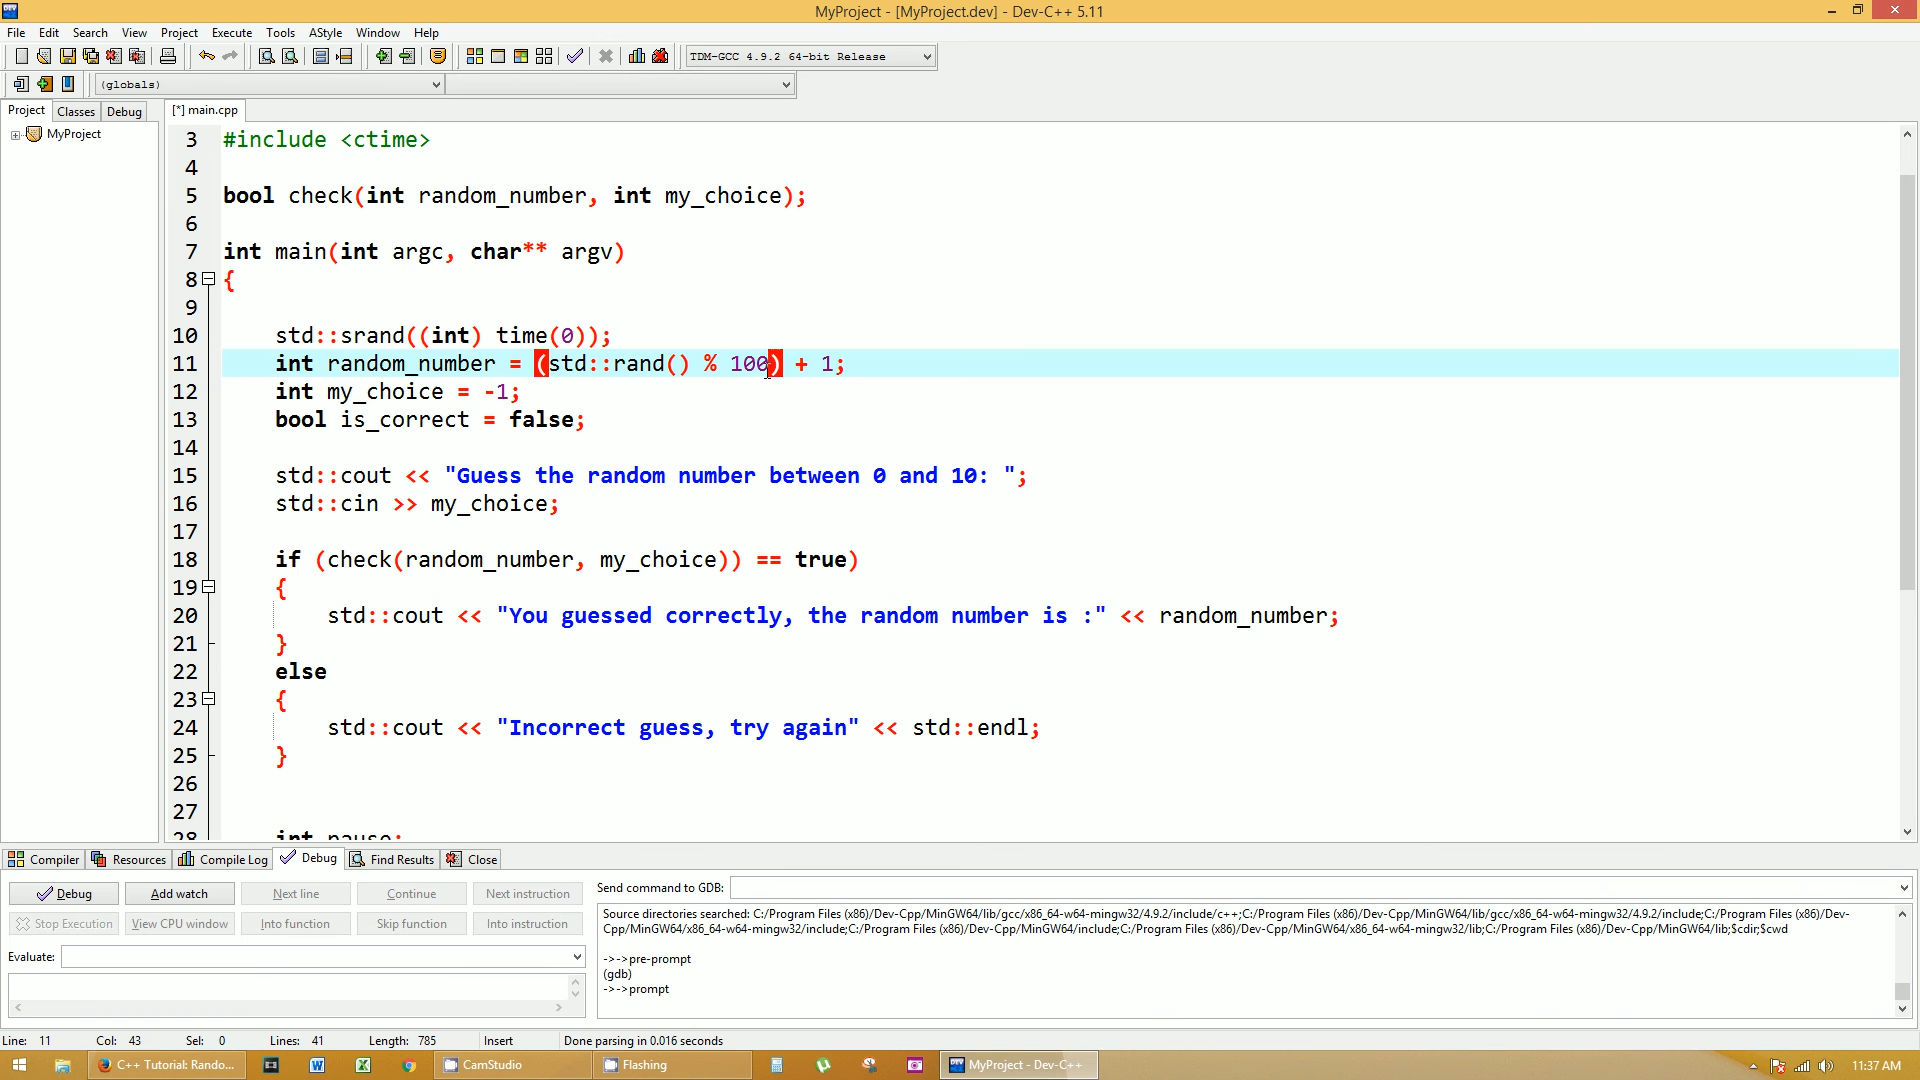 MyProject - [MyProject.dev] - Dev-C++ 5.11
File Edit Search View Project Execute Tools AStyle Window Help
TDM-GCC 4.9.2 64-bit Release
(globals)
Project Classes Debug [*] main.cpp
MyProject
3 #include <ctime>
4
5 bool check(int random_number, int my_choice);
6
7 int main(int argc, char** argv)
8 {
9
10 std::srand((int) time(0));
11 int random_number = (std::rand() % 100) + 1;
12 int my_choice = -1;
13 bool is_correct = false;
14
15 std::cout << "Guess the random number between 0 and 10: ";
16 std::cin >> my_choice;
17
18 if (check(random_number, my_choice)) == true)
19 {
20 std::cout << "You guessed correctly, the random number is :" << random_number;
21 }
22 else
23 {
24 std::cout << "Incorrect guess, try again" << std::endl;
25 }
26
27
28 int pause;
Compiler Resources Compile Log Debug Find Results Close
Debug Add watch Next line Continue Next instruction Send command to GDB:
Stop Execution View CPU window Into function Skip function Into instruction
Evaluate:
Source directories searched: C:/Program Files (x86)/Dev-Cpp/MinGW64/lib/gcc/x86_64-w64-mingw32/4.9.2/include/c++;C:/Program Files (x86)/Dev-Cpp/MinGW64/lib/gcc/x86_64-w64-mingw32/4.9.2/include;C:/Program Files (x86)/Dev-
Cpp/MinGW64/x86_64-w64-mingw32/include;C:/Program Files (x86)/Dev-Cpp/MinGW64/include;C:/Program Files (x86)/Dev-Cpp/MinGW64/x86_64-w64-mingw32/lib;C:/Program Files (x86)/Dev-Cpp/MinGW64/lib;$cdir;$cwd
->->pre-prompt
(gdb)
->->prompt
Line: 11 Col: 43 Sel: 0 Lines: 41 Length: 785 Insert Done parsing in 0.016 seconds
C++ Tutorial: Rando... CamStudio Flashing MyProject - Dev-C++ 11:37 AM